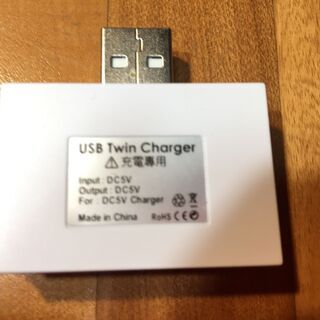 USB Twin Charger
⚠充電専用
Input : DC5V
Output : DC5V
For : DC5V Charger
Made in China RoHS CE